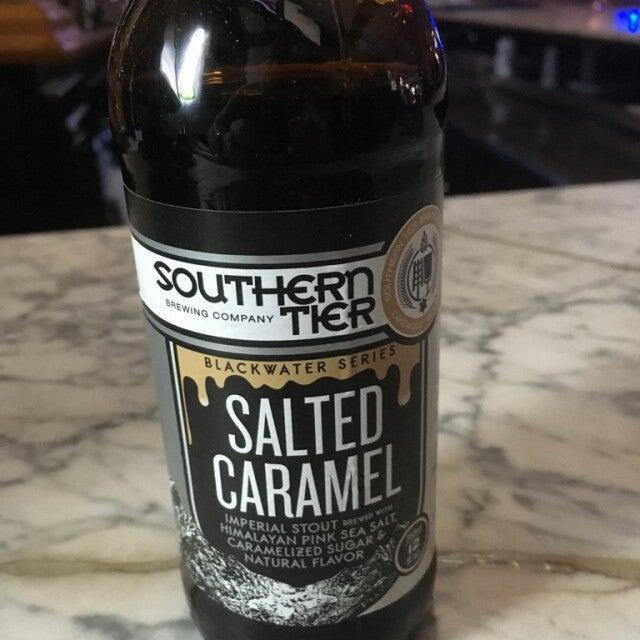 SOUTHERN
BREWING COMPANY TIER
BLACKWATER SERIES
SALTED
CARAMEL
IMPERIAL STOUT BREWED WITH
HIMALAYAN PINK SEA SALT,
CARAMELIZED SUGAR &
NATURAL FLAVOR